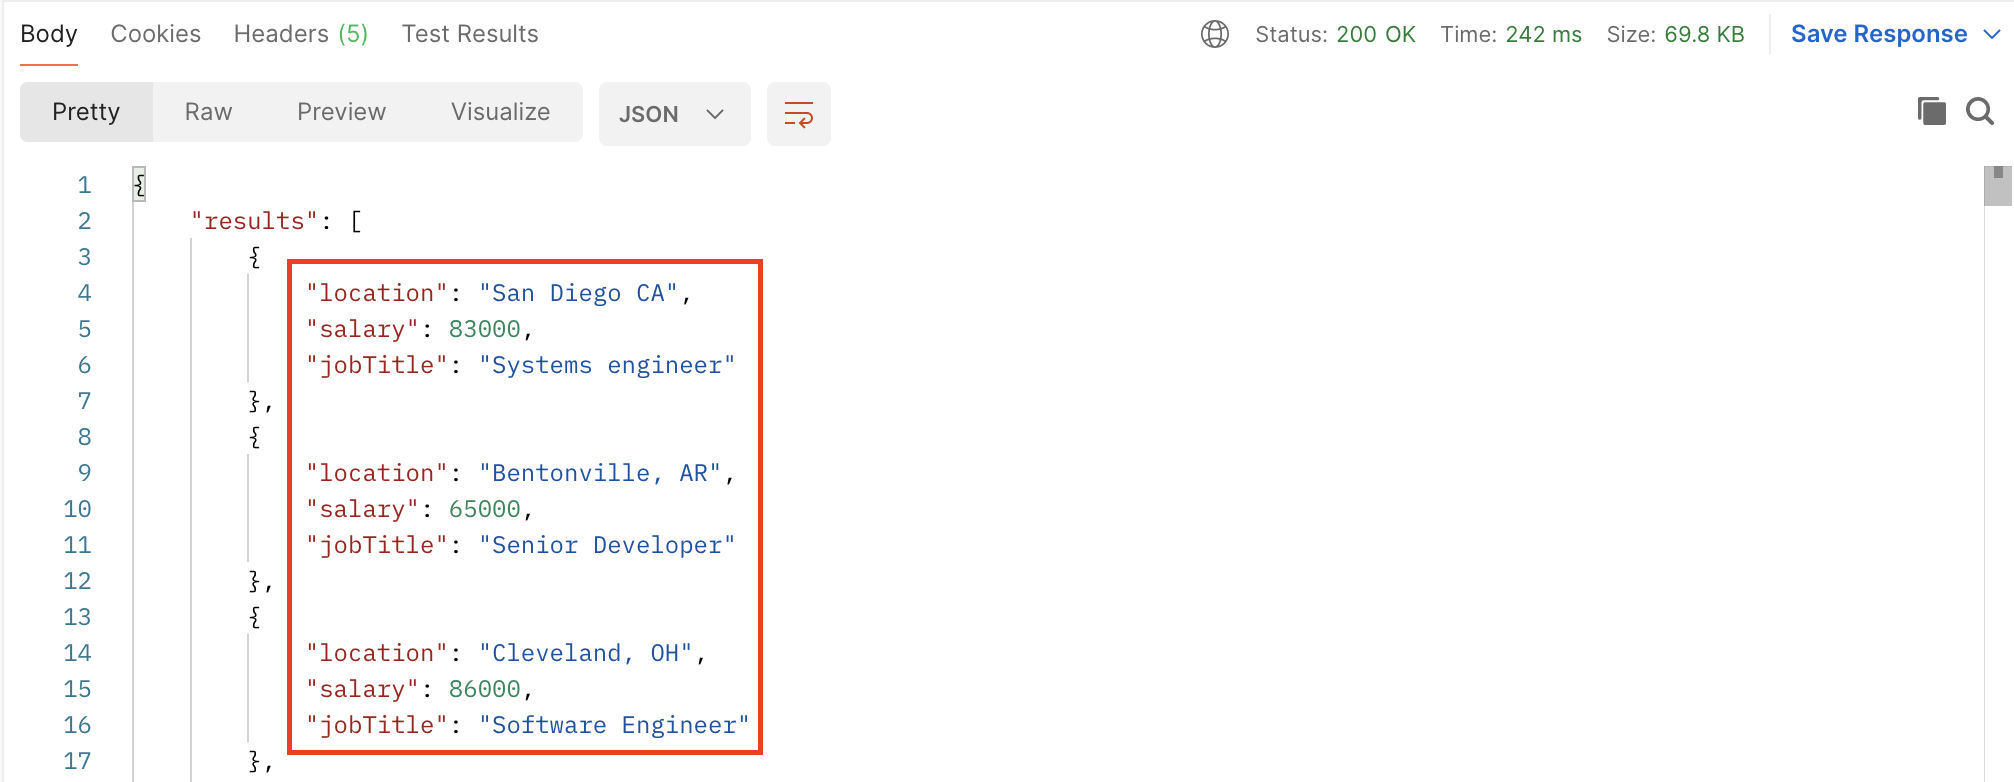 Body Cookies Headers (5) Test Results Status: 200 OK Time: 242 ms Size: 69.8 KB Save Response
Pretty Raw Preview Visualize JSON
1 {
2 "results": [
3 {
4 "location": "San Diego CA",
5 "salary": 83000,
6 "jobTitle": "Systems engineer"
7 },
8 {
9 "location": "Bentonville, AR",
10 "salary": 65000,
11 "jobTitle": "Senior Developer"
12 },
13 {
14 "location": "Cleveland, OH",
15 "salary": 86000,
16 "jobTitle": "Software Engineer"
17 },